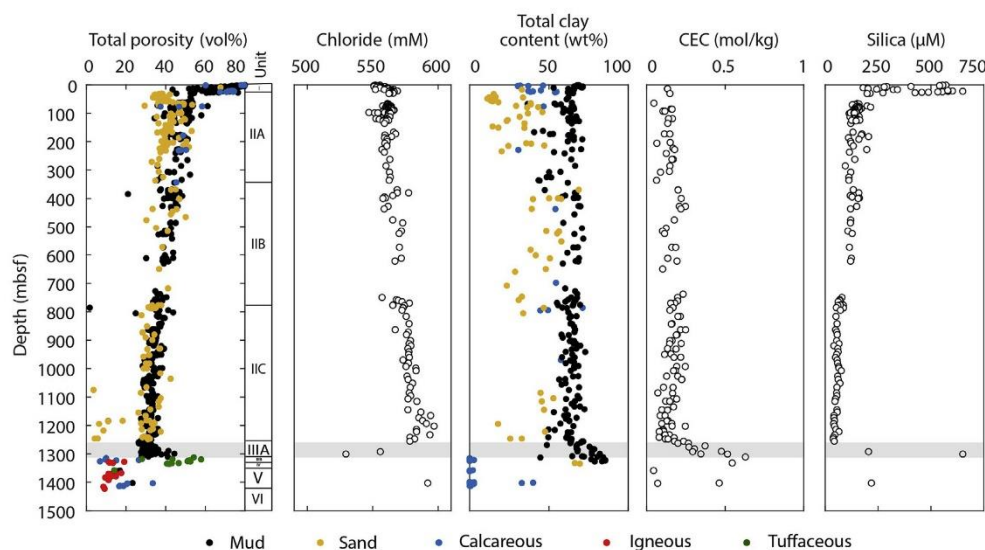 Total porosity (vol%)
Unit
Chloride (mM)
Total clay
content (wt%)
CEC (mol/kg)
Silica (µM)
0 20 40 60 80
500 550 600
0 50 100
0 0.5 1
0 250 500 750
Depth (mbsf)
0
100
200
300
400
500
600
700
800
900
1000
1100
1200
1300
1400
1500
IIA
IIB
IIC
IIIA
V
VI
Mud
Sand
Calcareous
Igneous
Tuffaceous